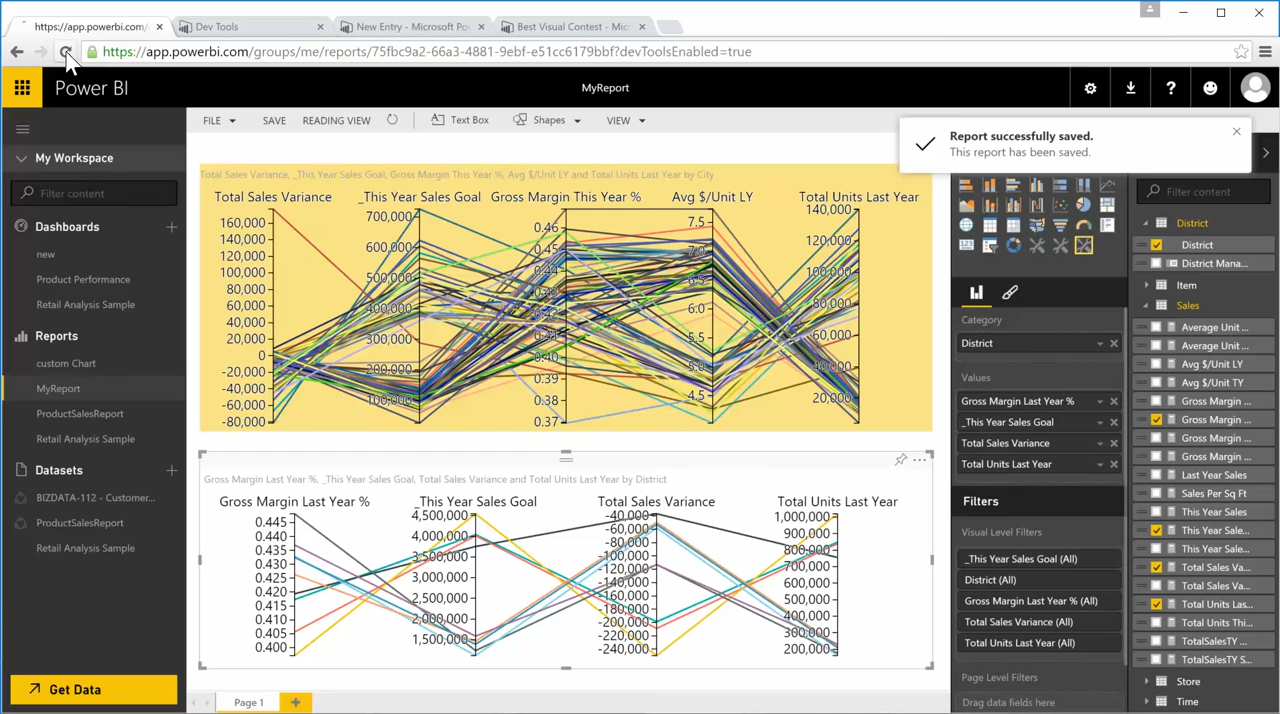 https://app.powerbi.com/
Dev Tools
New Entry - Microsoft Po
Best Visual Contest - Mic
https://app.powerbi.com/groups/me/reports/75fbc9a2-66a3-4881-9ebf-e51cc6179bbf?devToolsEnabled=true
Power BI
MyReport
FILE
SAVE
READING VIEW
Text Box
Shapes
VIEW
Report successfully saved.
This report has been saved.
My Workspace
Filter content
Dashboards
new
Product Performance
Retail Analysis Sample
Reports
custom Chart
MyReport
ProductSalesReport
Retail Analysis Sample
Datasets
BIZDATA-112 - Customer...
ProductSalesReport
Retail Analysis Sample
Get Data
Total Sales Variance, _This Year Sales Goal, Gross Margin This Year %, Avg $/Unit LY and Total Units Last Year by City
Total Sales Variance
_This Year Sales Goal
Gross Margin This Year %
Avg $/Unit LY
Total Units Last Year
160,000
140,000
120,000
100,000
80,000
60,000
40,000
20,000
0
-20,000
-40,000
-60,000
-80,000
700,000
600,000
500,000
400,000
300,000
200,000
100,000
0.46
0.45
0.44
0.43
0.42
0.41
0.40
0.39
0.38
0.37
7.5
7.0
6.5
6.0
5.5
5.0
4.5
140,000
120,000
100,000
80,000
60,000
40,000
20,000
Gross Margin Last Year %, _This Year Sales Goal, Total Sales Variance and Total Units Last Year by District
Gross Margin Last Year %
_This Year Sales Goal
Total Sales Variance
Total Units Last Year
0.445
0.440
0.435
0.430
0.425
0.420
0.415
0.410
0.405
0.400
4,500,000
4,000,000
3,500,000
3,000,000
2,500,000
2,000,000
1,500,000
-40,000
-60,000
-80,000
-100,000
-120,000
-140,000
-160,000
-180,000
-200,000
-220,000
-240,000
1,000,000
900,000
800,000
700,000
600,000
500,000
400,000
300,000
200,000
Page 1
Category
District
Values
Gross Margin Last Year %
_This Year Sales Goal
Total Sales Variance
Total Units Last Year
Filters
Visual Level Filters
_This Year Sales Goal (All)
District (All)
Gross Margin Last Year % (All)
Total Sales Variance (All)
Total Units Last Year (All)
Page Level Filters
Drag data fields here
Filter content
District
District
District Mana...
Item
Sales
Average Unit ...
Average Unit ...
Avg $/Unit LY
Avg $/Unit TY
Gross Margin ...
Gross Margin ...
Gross Margin ...
Gross Margin ...
Last Year Sales
Sales Per Sq Ft
This Year Sales
This Year Sale...
This Year Sale...
Total Sales Va...
Total Sales Va...
Total Units Las...
Total Units Thi...
TotalSalesTY ...
TotalSalesTY S...
Store
Time